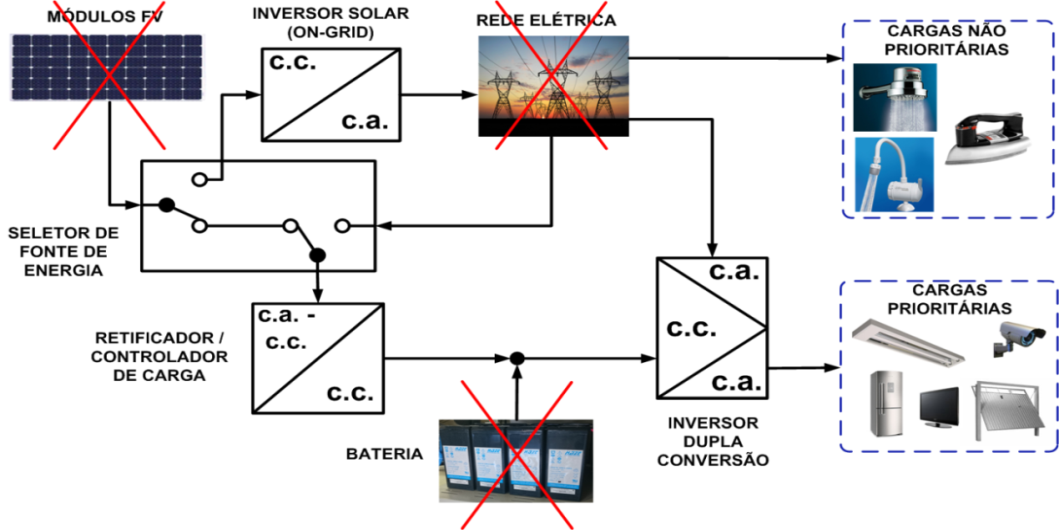 MÓDULOS FV
INVERSOR SOLAR
(ON-GRID)
REDE ELÉTRICA
CARGAS NÃO
PRIORITÁRIAS
c.c.
c.a.
SELETOR DE
FONTE DE
ENERGIA
c.a.
c.c.
c.a.
CARGAS
PRIORITÁRIAS
RETIFICADOR /
CONTROLADOR
DE CARGA
c.a. -
c.c.
c.c.
BATERIA
INVERSOR
DUPLA
CONVERSÃO